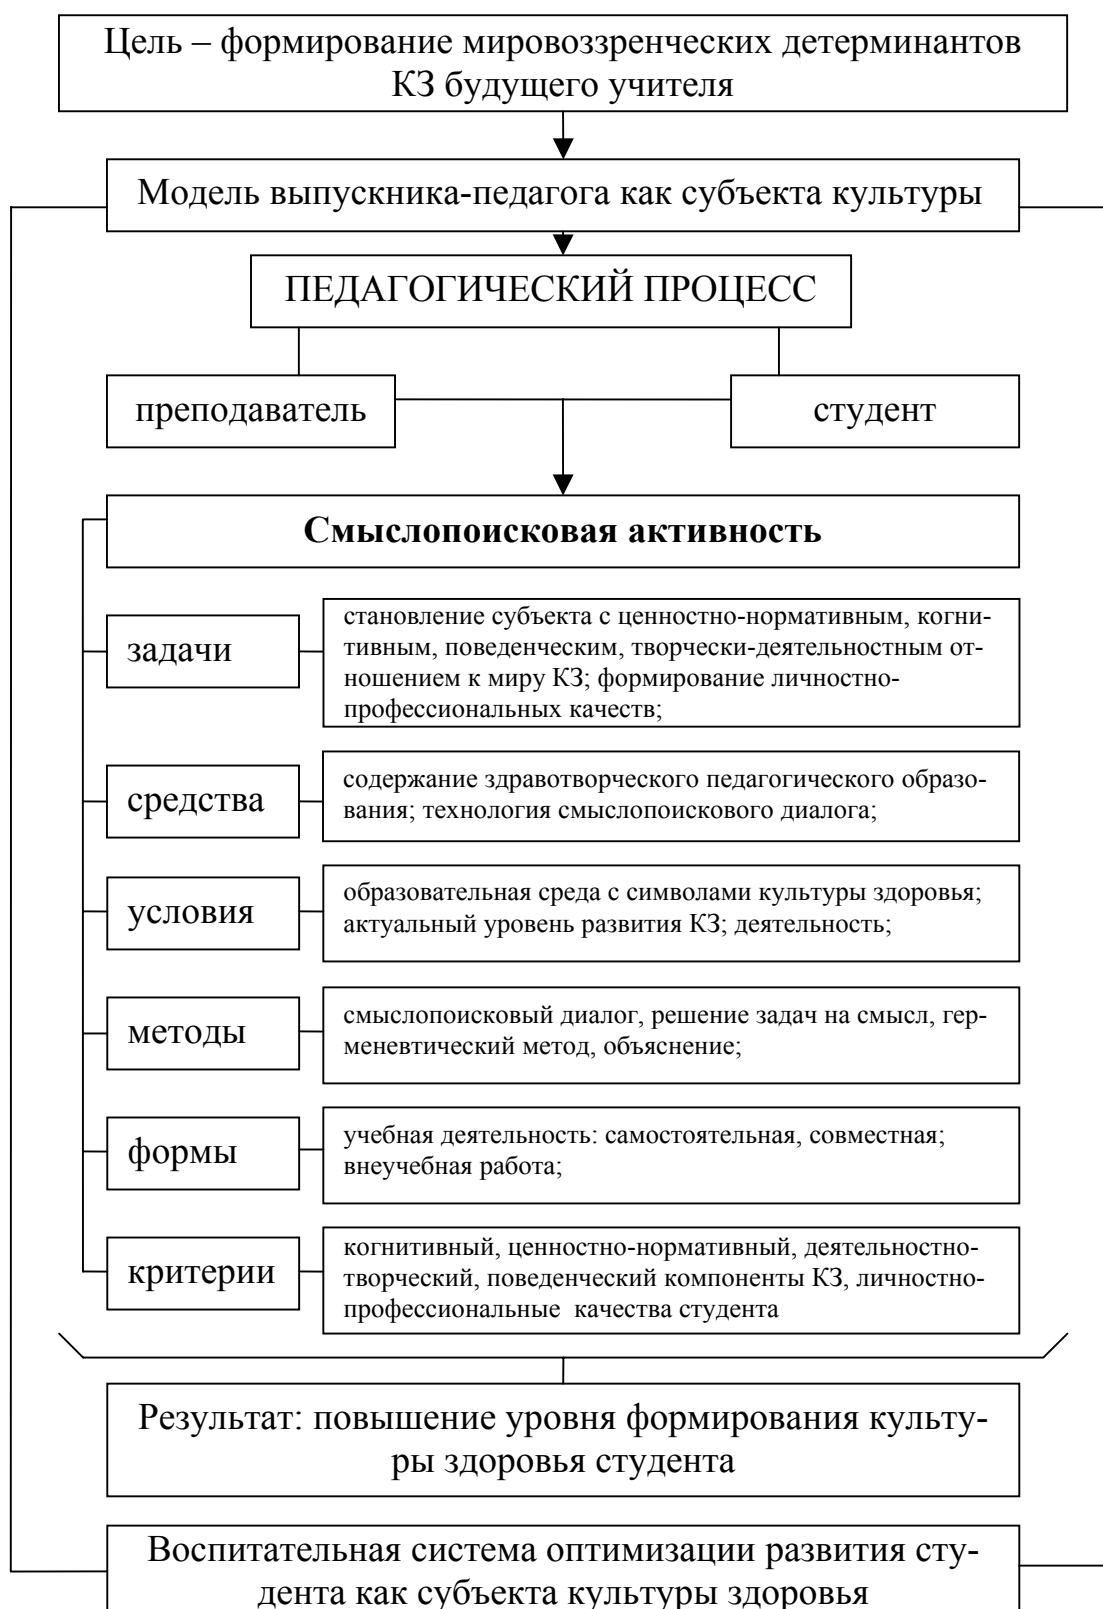 Цель – формирование мировоззренческих детерминантов
КЗ будущего учителя
Модель выпускника-педагога как субъекта культуры
ПЕДАГОГИЧЕСКИЙ ПРОЦЕСС
преподаватель
студент
Смыслопоисковая активность
задачи
становление субъекта с ценностно-нормативным, когни-
тивным, поведенческим, творчески-деятельностным от-
ношением к миру КЗ; формирование личностно-
профессиональных качеств;
средства
содержание здравотворческого педагогического образо-
вания; технология смыслопоискового диалога;
условия
образовательная среда с символами культуры здоровья;
актуальный уровень развития КЗ; деятельность;
методы
смыслопоисковый диалог, решение задач на смысл, гер-
меневтический метод, объяснение;
формы
учебная деятельность: самостоятельная, совместная;
внеучебная работа;
критерии
когнитивный, ценностно-нормативный, деятельностно-
творческий, поведенческий компоненты КЗ, личностно-
профессиональные качества студента
Результат: повышение уровня формирования культу-
ры здоровья студента
Воспитательная система оптимизации развития сту-
дента как субъекта культуры здоровья